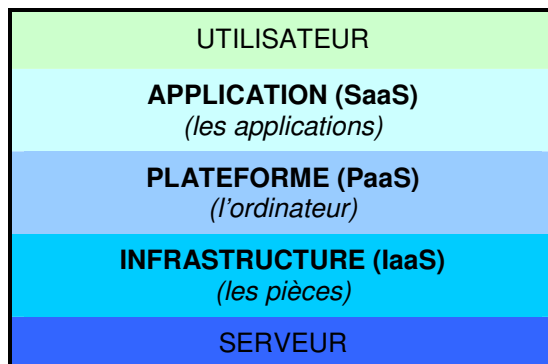 UTILISATEUR
APPLICATION (SaaS)
(les applications)
PLATEFORME (PaaS)
(l'ordinateur)
INFRASTRUCTURE (IaaS)
(les pièces)
SERVEUR